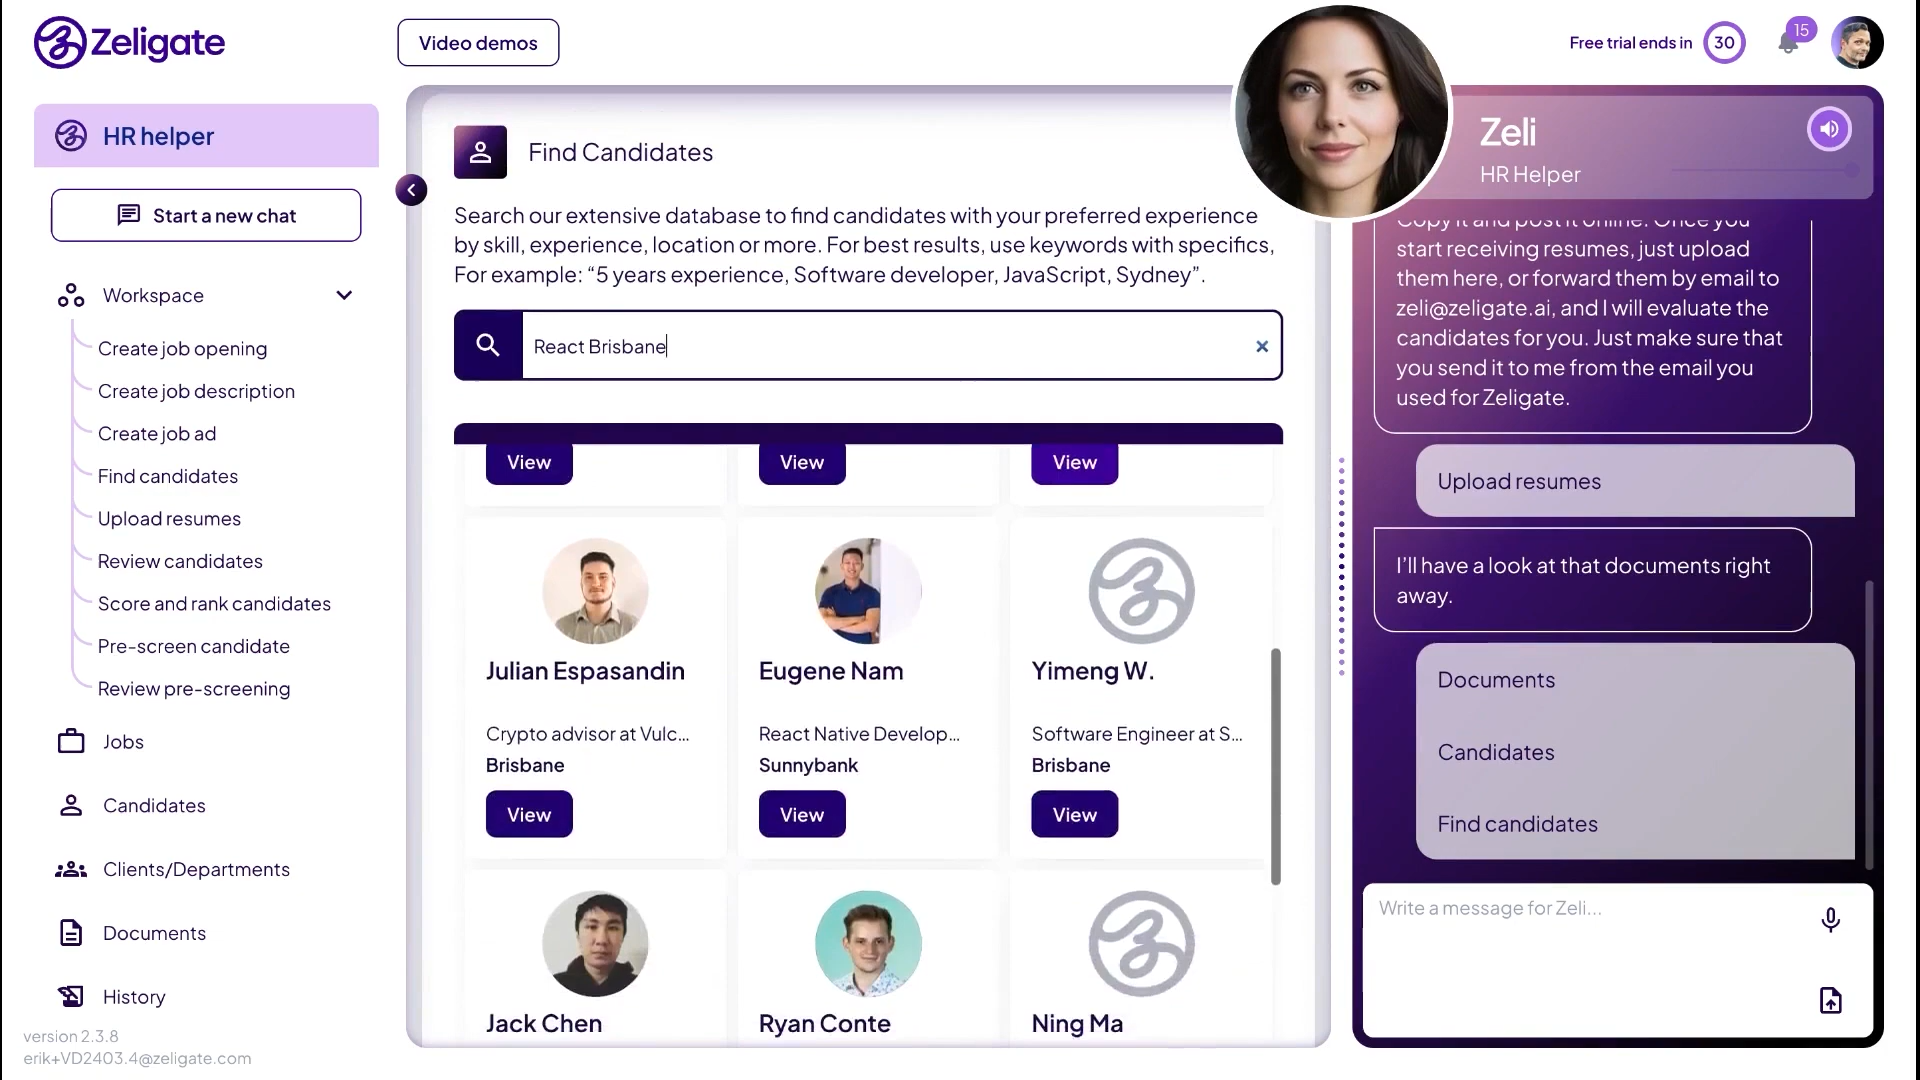 Zeligate
Video demos
Free trial ends in 30
15
HR helper
Start a new chat
Workspace
Create job opening
Create job description
Create job ad
Find candidates
Upload resumes
Review candidates
Score and rank candidates
Pre-screen candidate
Review pre-screening
Jobs
Candidates
Clients/Departments
Documents
History
version 2.3.8
erik+VD2403.4@zeligate.com
Find Candidates
Search our extensive database to find candidates with your preferred experience
by skill, experience, location or more. For best results, use keywords with specifics,
For example: “5 years experience, Software developer, JavaScript, Sydney”.
React Brisbane
View View View
Julian Espasandin
Crypto advisor at Vulc...
Brisbane
View
Eugene Nam
React Native Develop...
Sunnybank
View
Yimeng W.
Software Engineer at S...
Brisbane
View
Jack Chen
Ryan Conte
Ning Ma
Zeli
HR Helper
Copy it and post it online. Once you
start receiving resumes, just upload
them here, or forward them by email to
zeli@zeligate.ai, and I will evaluate the
candidates for you. Just make sure that
you send it to me from the email you
used for Zeligate.
Upload resumes
I’ll have a look at that documents right
away.
Documents
Candidates
Find candidates
Write a message for Zeli...